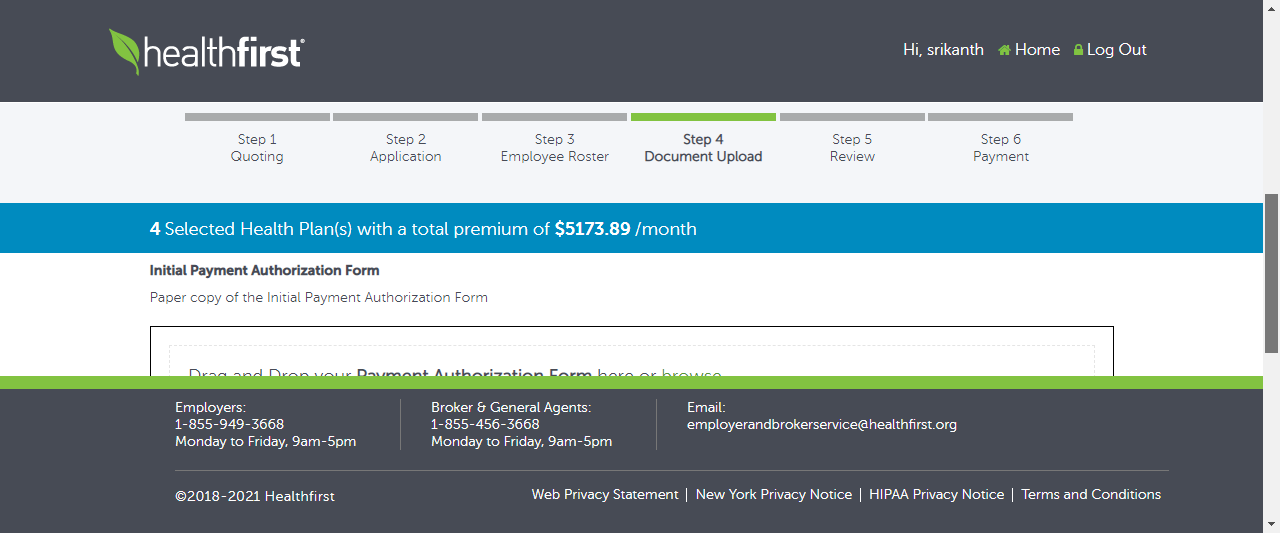 healthfirst®
Hi, srikanth Home Log Out
Step 1
Quoting
Step 2
Application
Step 3
Employee Roster
Step 4
Document Upload
Step 5
Review
Step 6
Payment
4 Selected Health Plan(s) with a total premium of $5173.89 /month
Initial Payment Authorization Form
Paper copy of the Initial Payment Authorization Form
Drag and Drop your Payment Authorization Form here or browse
Employers:
1-855-949-3668
Monday to Friday, 9am-5pm
Broker & General Agents:
1-855-456-3668
Monday to Friday, 9am-5pm
Email:
employerandbrokerservice@healthfirst.org
©2018-2021 Healthfirst
Web Privacy Statement | New York Privacy Notice | HIPAA Privacy Notice | Terms and Conditions